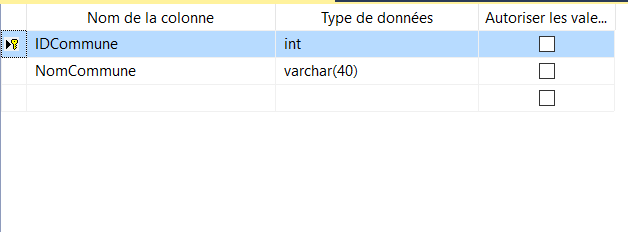 Nom de la colonne Type de données Autoriser les vale...
IDCommune int
NomCommune varchar(40)